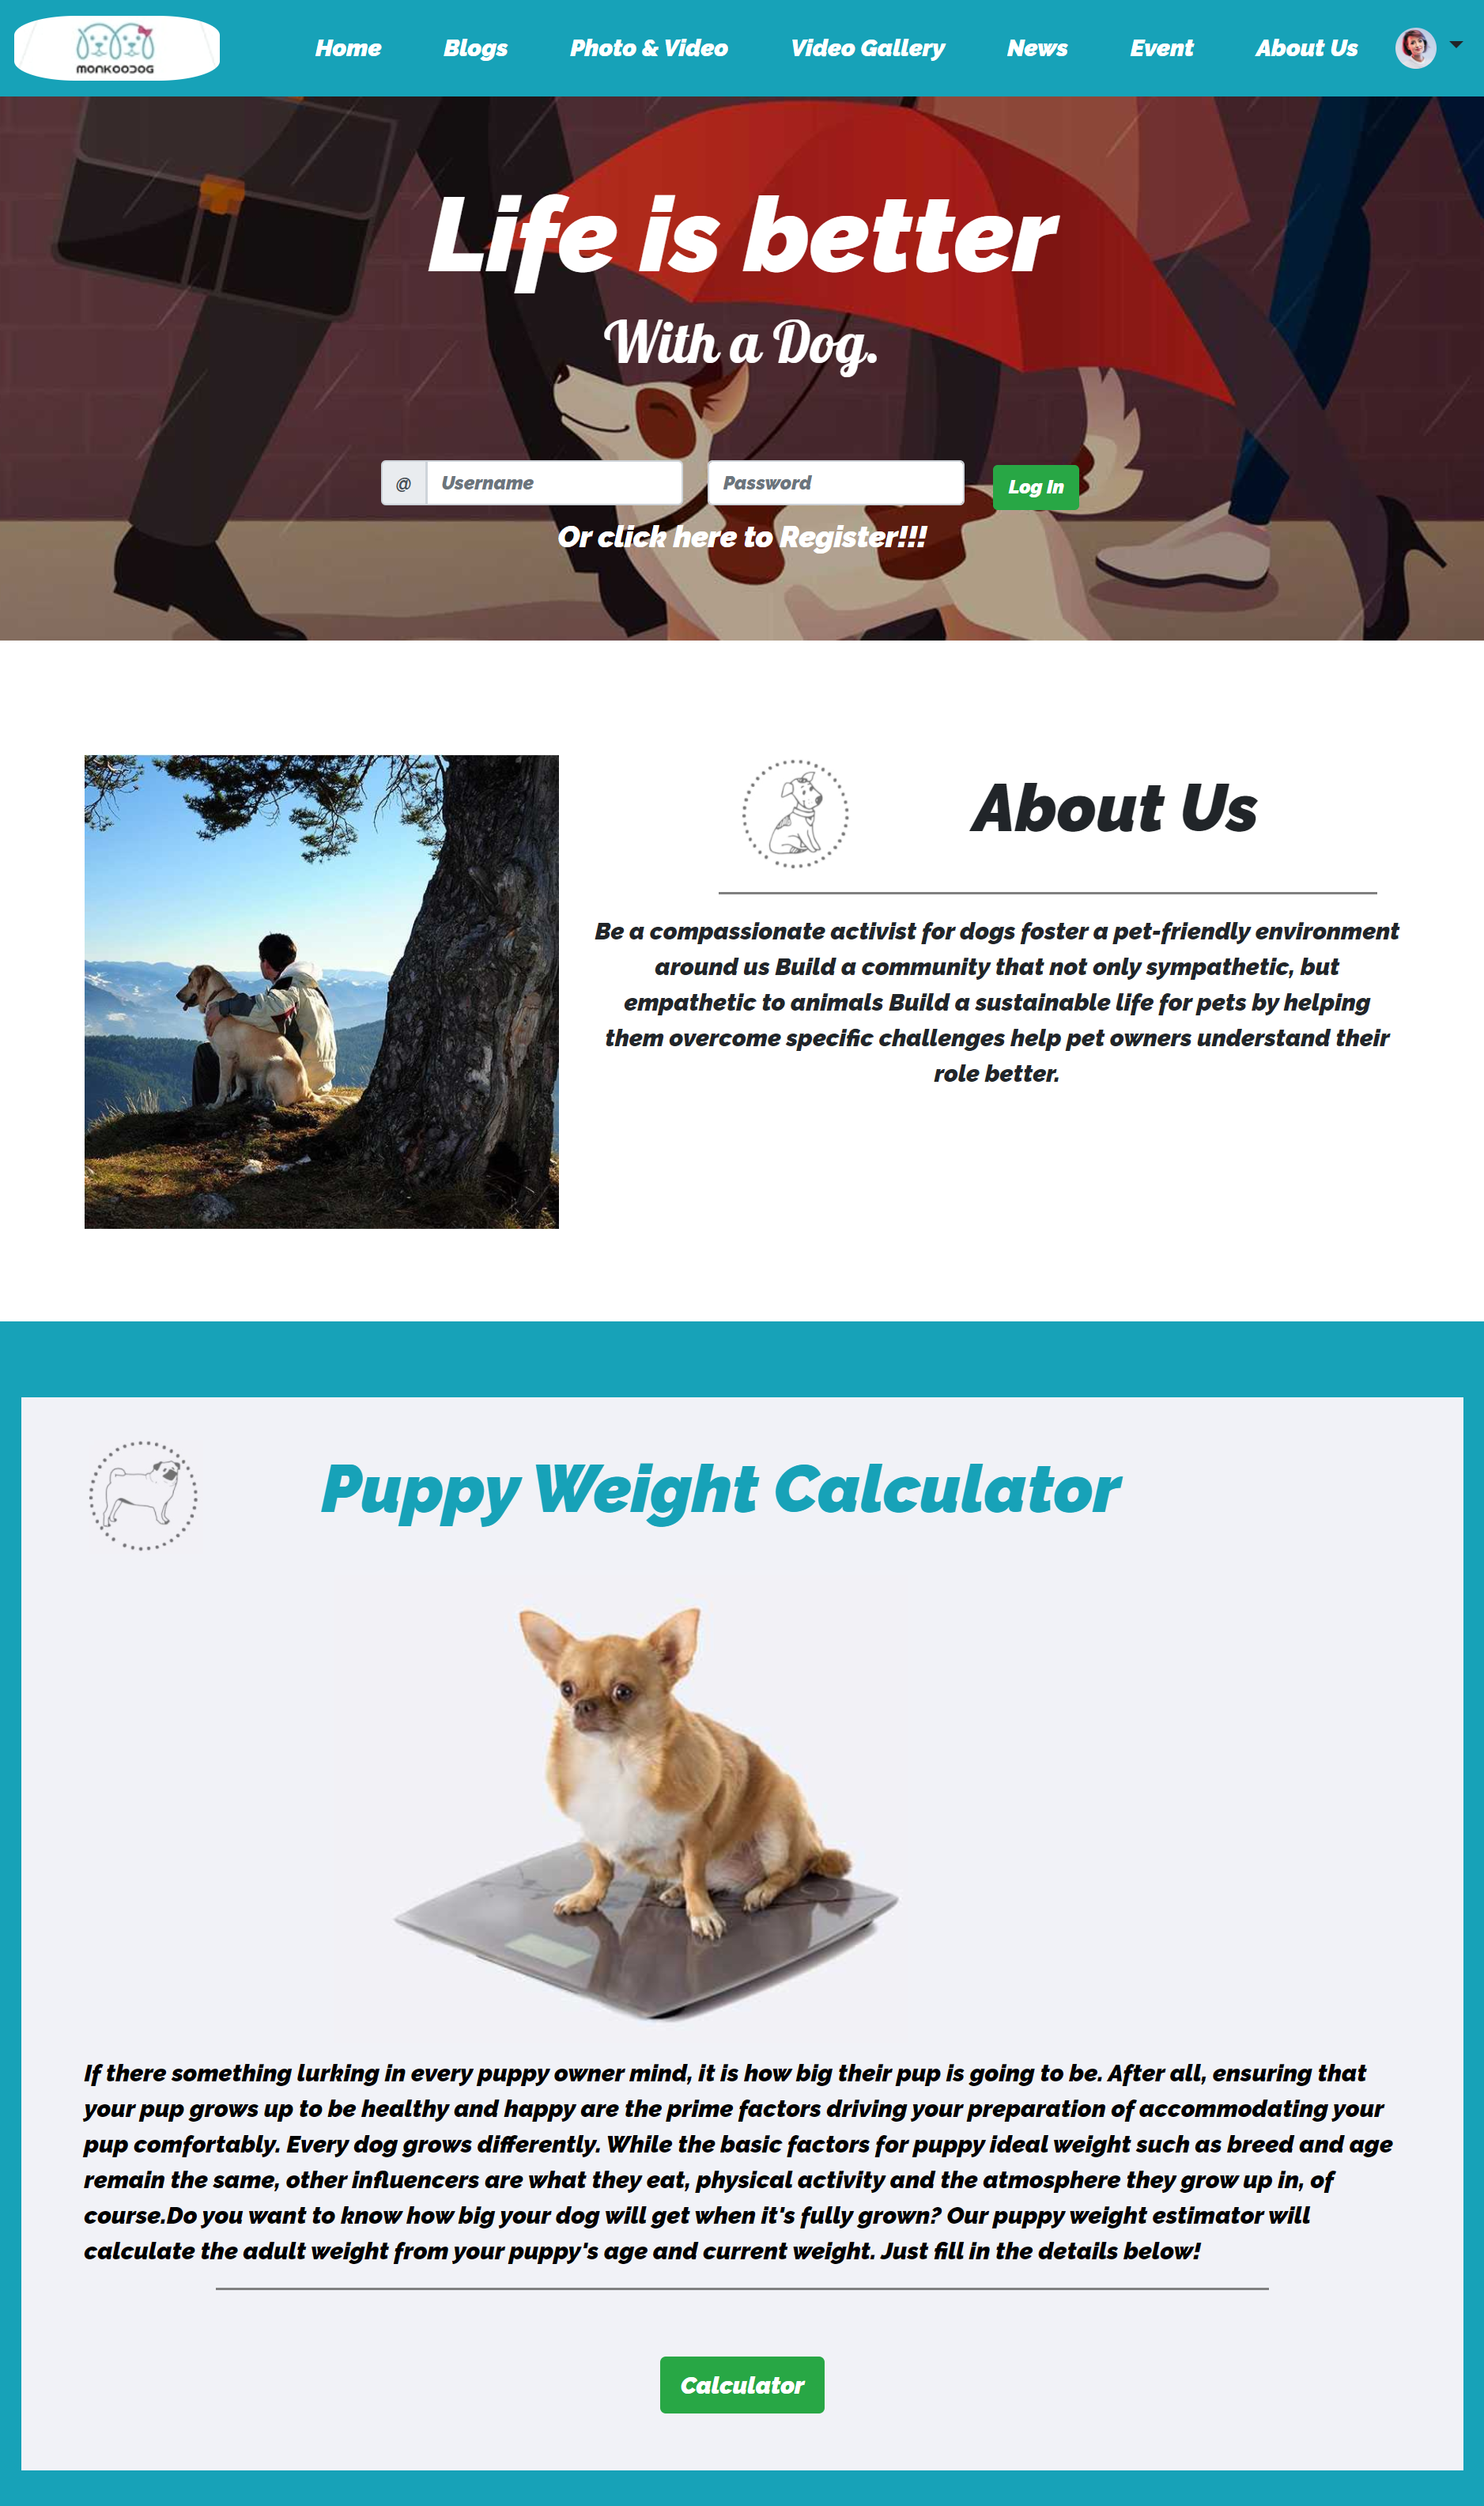 MONKOODOG
Home Blogs Photo & Video Video Gallery News Event About Us
Life is better
With a Dog.
@ Username Password Log In
Or click here to Register!!!
About Us
Be a compassionate activist for dogs foster a pet-friendly environment
around us Build a community that not only sympathetic, but
empathetic to animals Build a sustainable life for pets by helping
them overcome specific challenges help pet owners understand their
role better.
Puppy Weight Calculator
If there something lurking in every puppy owner mind, it is how big their pup is going to be. After all, ensuring that
your pup grows up to be healthy and happy are the prime factors driving your preparation of accommodating your
pup comfortably. Every dog grows differently. While the basic factors for puppy ideal weight such as breed and age
remain the same, other influencers are what they eat, physical activity and the atmosphere they grow up in, of
course.Do you want to know how big your dog will get when it's fully grown? Our puppy weight estimator will
calculate the adult weight from your puppy's age and current weight. Just fill in the details below!
Calculator